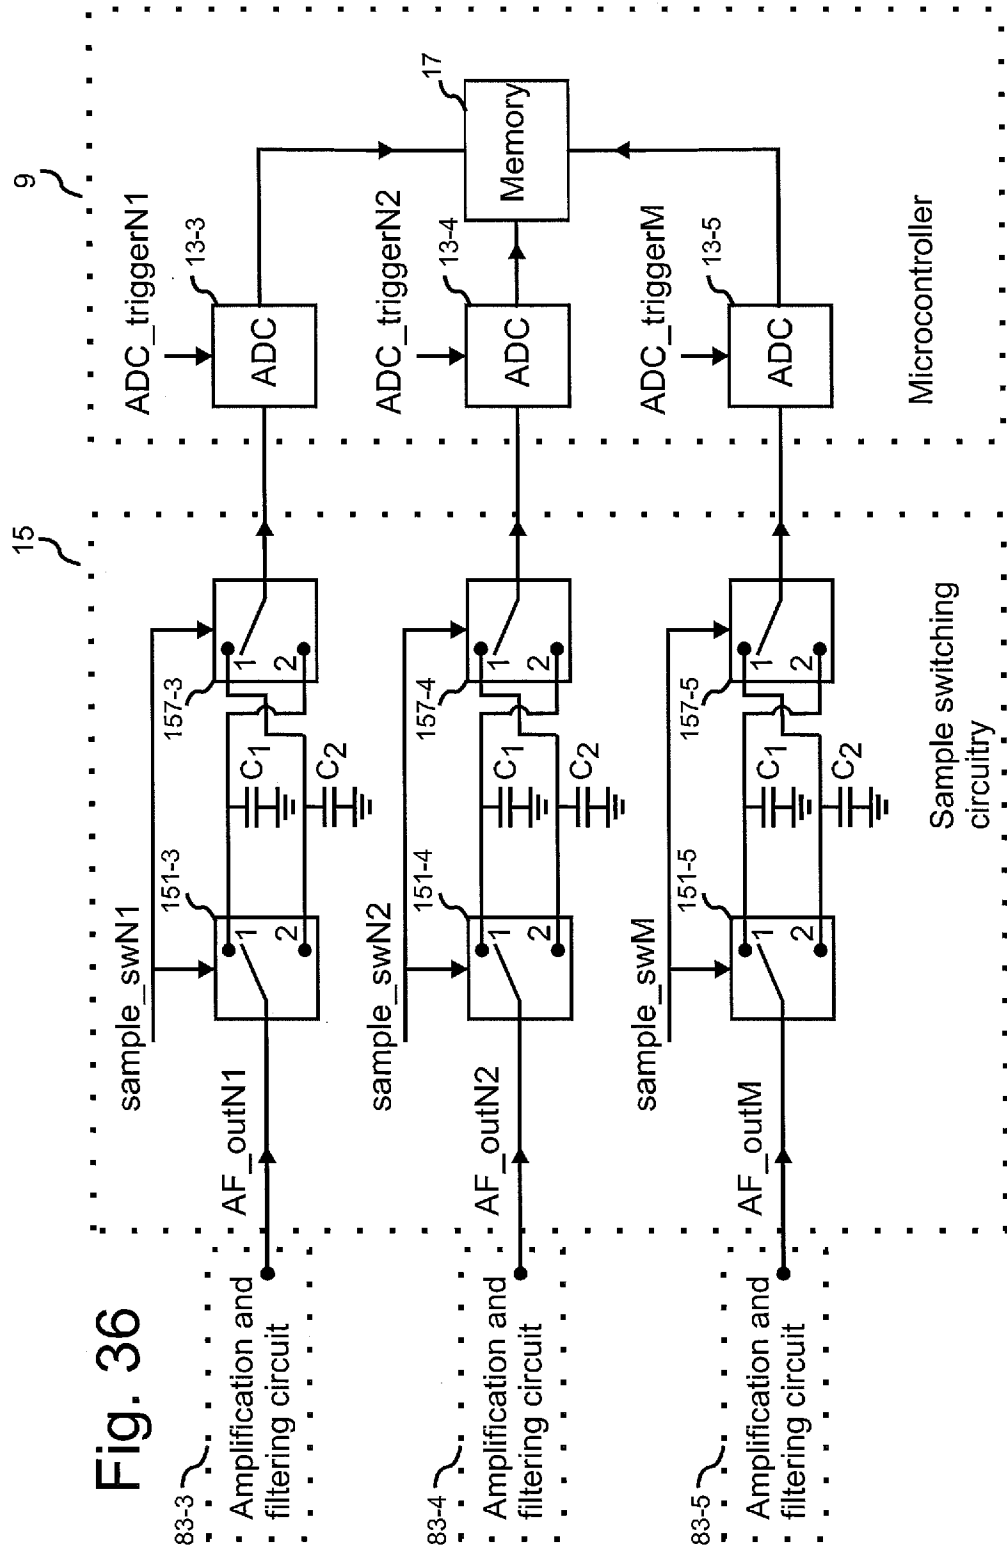 Fig. 36
83-3
Amplification and
filtering circuit
AF_outN1
sample_swN1
151-3
1
2
C1
C2
157-3
1
2
15
ADC_triggerN1
13-3
ADC
9
83-4
Amplification and
filtering circuit
AF_outN2
sample_swN2
151-4
1
2
C1
C2
157-4
1
2
ADC_triggerN2
13-4
ADC
17
Memory
83-5
Amplification and
filtering circuit
AF_outM
sample_swM
151-5
1
2
C1
C2
157-5
1
2
ADC_triggerM
13-5
ADC
Sample switching
circuitry
Microcontroller